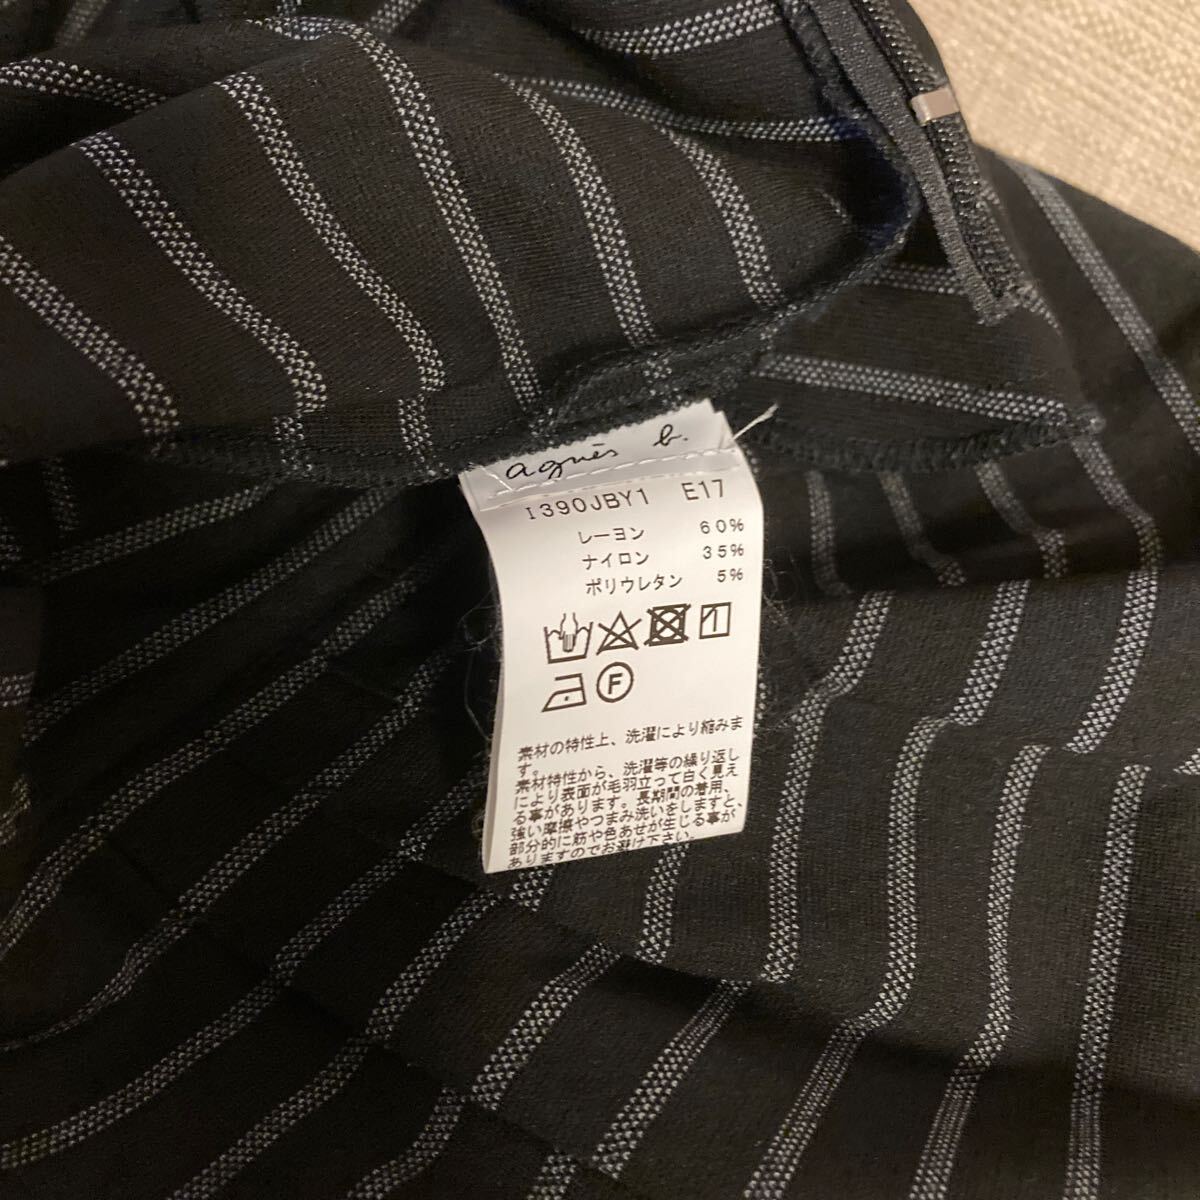 agnès b.
I390JBY1 E17
レーヨン 60%
ナイロン 35%
ポリウレタン 5%
F
素材の特性上、洗濯により縮みま
す。
素材特性から、洗濯等の繰り返し
により表面が毛羽立って白く見え
る事があります。長期間の着用、
強い摩擦やつまみ洗いをしますと、
部分的に筋や色あせが生じる事が
ありますのでお避け下さい。